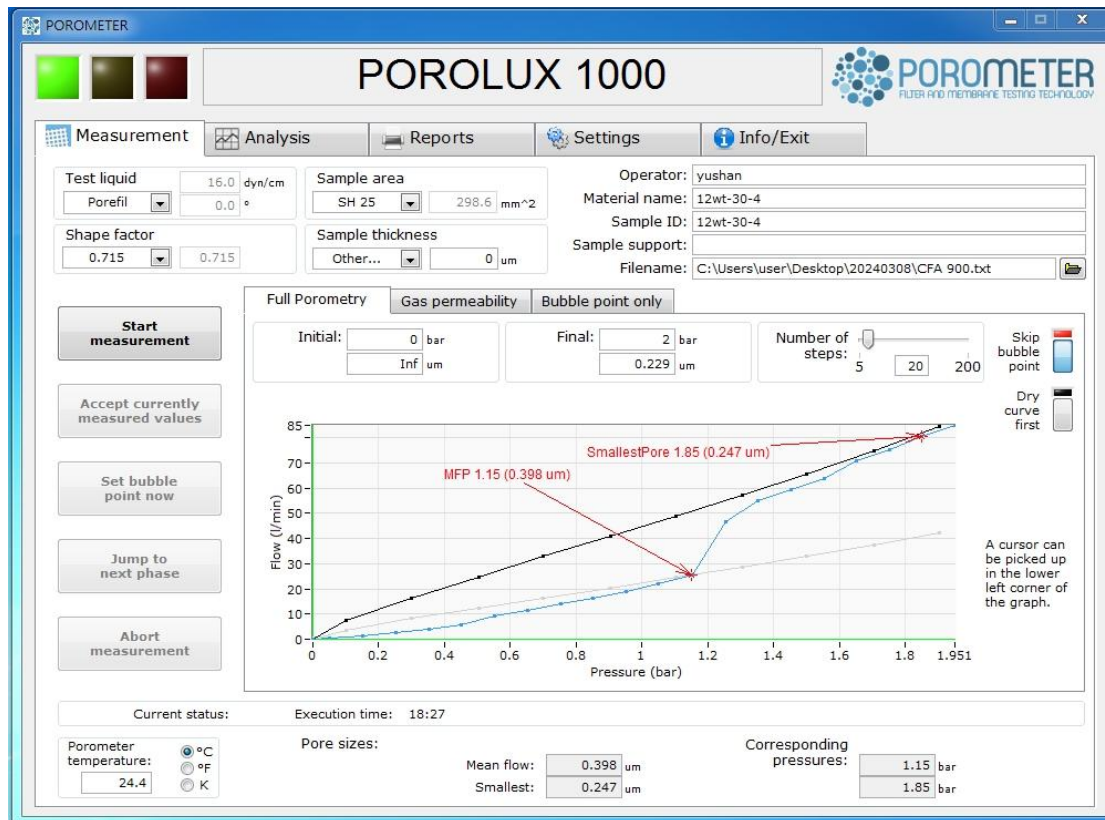 POROMETER
POROLUX 1000
POROMETER
FILTER AND MEMBRANE TESTING TECHNOLOGY
Measurement
Analysis
Reports
Settings
Info/Exit
Test liquid
Porefil
16.0 dyn/cm
0.0 °
Sample area
SH 25
298.6 mm^2
Shape factor
0.715
0.715
Sample thickness
Other...
0 um
Operator: yushan
Material name: 12wt-30-4
Sample ID: 12wt-30-4
Sample support:
Filename: C:\Users\user\Desktop\20240308\CFA 900.txt
Start
measurement
Accept currently
measured values
Set bubble
point now
Jump to
next phase
Abort
measurement
Full Porometry
Gas permeability
Bubble point only
Initial: 0 bar
Inf um
Final: 2 bar
0.229 um
Number of
steps:
5 20 200
Skip
bubble
point
Dry
curve
first
SmallestPore 1.85 (0.247 um)
MFP 1.15 (0.398 um)
Flow (l/min)
85
70
60
50
40
30
20
10
0
0 0.2 0.4 0.6 0.8 1 1.2 1.4 1.6 1.8 1.951
Pressure (bar)
A cursor can
be picked up
in the lower
left corner of
the graph.
Current status: Execution time: 18:27
Porometer
temperature:
24.4
°C
°F
K
Pore sizes:
Mean flow: 0.398 um
Smallest: 0.247 um
Corresponding
pressures:
1.15 bar
1.85 bar